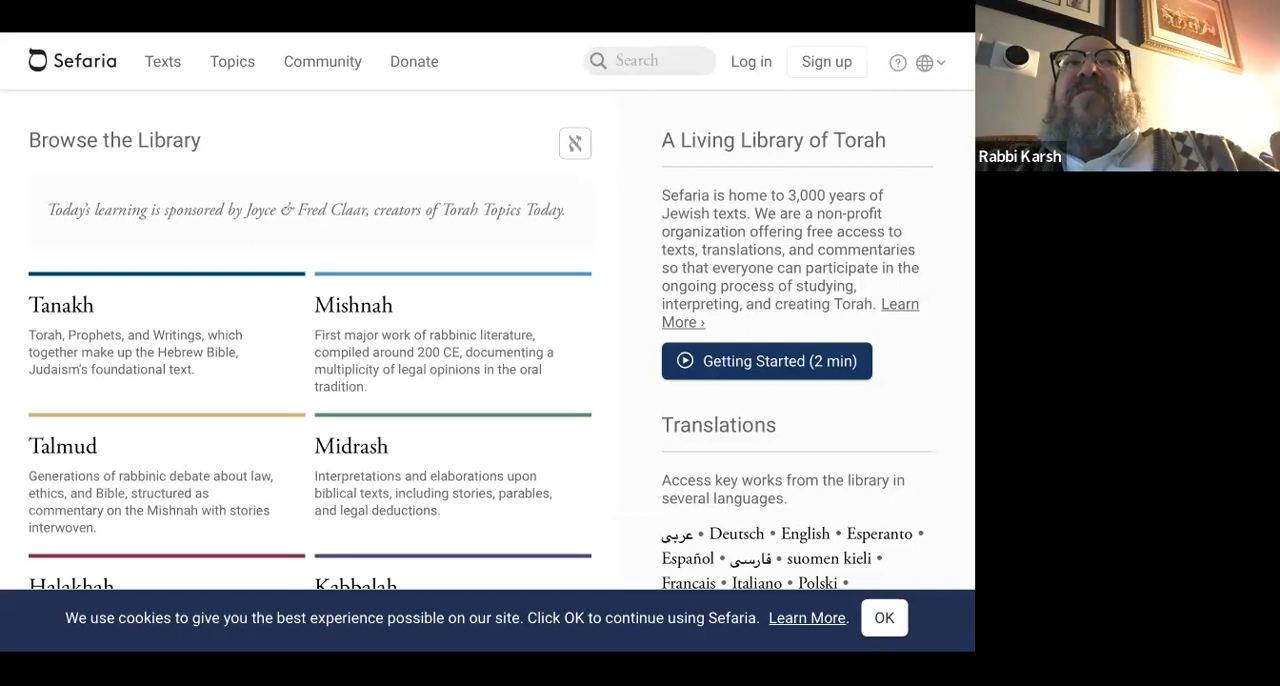 Sefaria Texts Topics Community Donate Search Log in Sign up ?
Browse the Library
א
Today's learning is sponsored by Joyce & Fred Claar, creators of Torah Topics Today.
Tanakh
Torah, Prophets, and Writings, which
together make up the Hebrew Bible,
Judaism's foundational text.
Mishnah
First major work of rabbinic literature,
compiled around 200 CE, documenting a
multiplicity of legal opinions in the oral
tradition.
Talmud
Generations of rabbinic debate about law,
ethics, and Bible, structured as
commentary on the Mishnah with stories
interwoven.
Midrash
Interpretations and elaborations upon
biblical texts, including stories, parables,
and legal deductions.
Halakhah
Kabbalah
A Living Library of Torah
Sefaria is home to 3,000 years of
Jewish texts. We are a non-profit
organization offering free access to
texts, translations, and commentaries
so that everyone can participate in the
ongoing process of studying,
interpreting, and creating Torah. Learn
More ›
Getting Started (2 min)
Translations
Access key works from the library in
several languages.
عربى • Deutsch • English • Esperanto •
Español • فارسى • suomen kieli •
Français • Italiano • Polski •
We use cookies to give you the best experience possible on our site. Click OK to continue using Sefaria. Learn More. OK
Rabbi Karsh